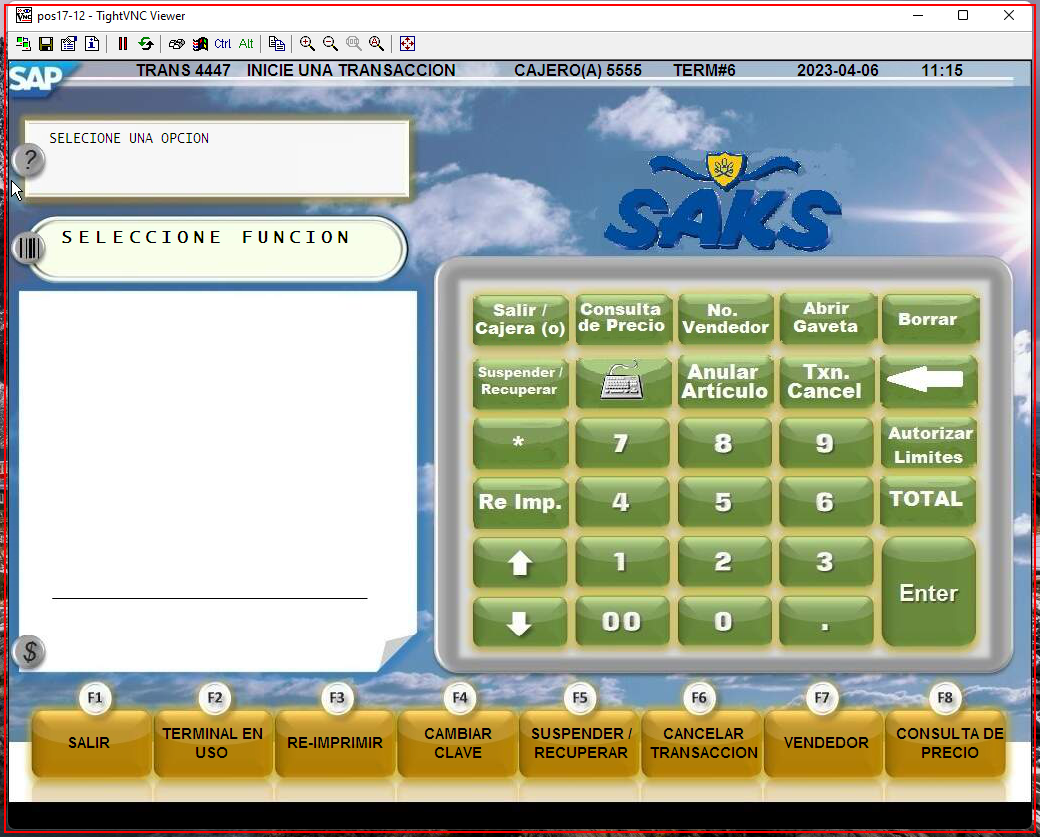 pos17-12 - TightVNC Viewer
Ctrl Alt
SAP
TRANS 4447 INICIE UNA TRANSACCION CAJERO(A) 5555 TERM#6 2023-04-06 11:15
SELECIONE UNA OPCION
?
SAKS
SELECCIONE FUNCION
Salir /
Cajera (o)
Consulta
de Precio
No.
Vendedor
Abrir
Gaveta
Borrar
Suspender /
Recuperar
Anular
Artículo
Txn.
Cancel
*
7
8
9
Autorizar
Limites
Re Imp.
4
5
6
TOTAL
1
2
3
Enter
00
0
.
$
F1
F2
F3
F4
F5
F6
F7
F8
SALIR
TERMINAL EN
USO
RE-IMPRIMIR
CAMBIAR
CLAVE
SUSPENDER /
RECUPERAR
CANCELAR
TRANSACCION
VENDEDOR
CONSULTA DE
PRECIO